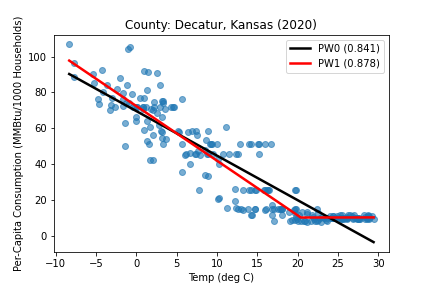 County: Decatur, Kansas (2020)
Per-Capita Consumption (MMBtu/1000 Households)
100
80
60
40
20
0
PW0 (0.841)
PW1 (0.878)
−10 −5 0 5 10 15 20 25 30
Temp (deg C)